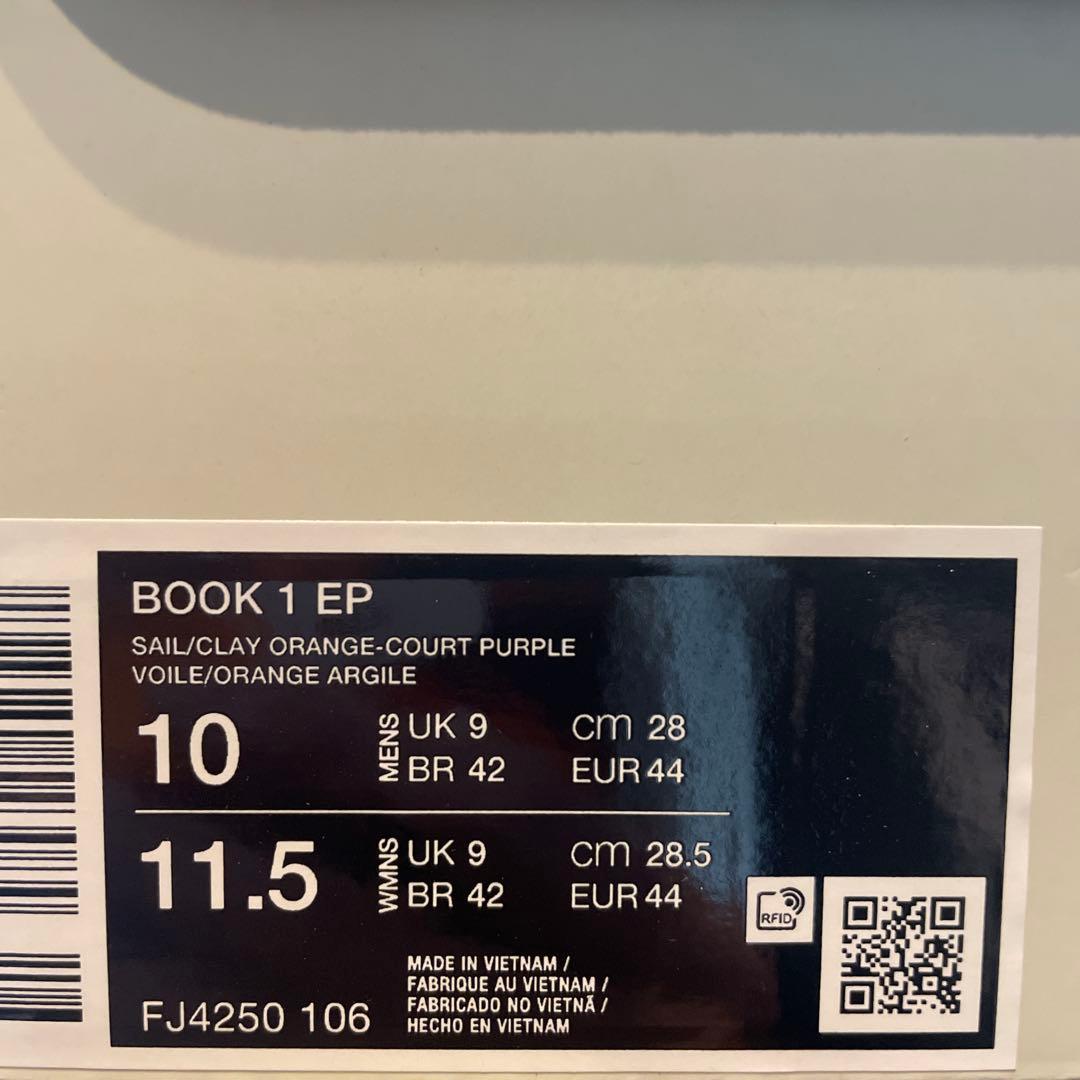 BOOK 1 EP
SAIL/CLAY ORANGE-COURT PURPLE
VOILE/ORANGE ARGILE
10 MENS UK 9 cm 28
BR 42 EUR 44
11.5 WMNS UK 9 cm 28.5
BR 42 EUR 44
RFID
MADE IN VIETNAM /
FABRIQUE AU VIETNAM /
FABRICADO NO VIETNÃ /
HECHO EN VIETNAM
FJ4250 106